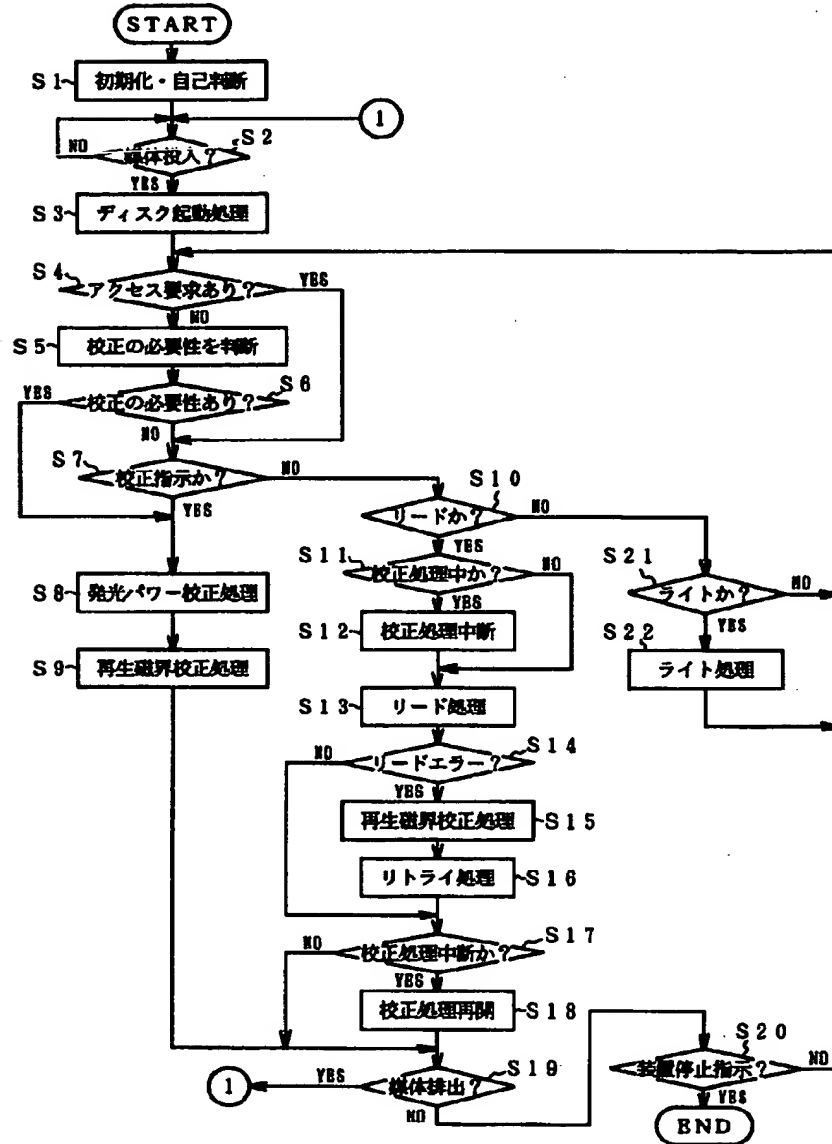 START
S1 初期化・自己判断
1
S2 媒体投入?
NO
YES
S3 ディスク起動処理
S4 アクセス要求あり?
YES
NO
S5 校正の必要性を判断
S6 校正の必要性あり?
YES
NO
S7 校正指示か?
NO
YES
S8 発光パワー校正処理
S9 再生磁界校正処理
S10 リードか?
NO
YES
S11 校正処理中か?
NO
YES
S12 校正処理中断
S13 リード処理
S14 リードエラー?
NO
YES
再生磁界校正処理 S15
リトライ処理 S16
S17 校正処理中断か?
NO
YES
校正処理再開 S18
S19 媒体排出?
YES
NO
1
S20 装置停止指示?
NO
YES
END
S21 ライトか?
NO
YES
S22 ライト処理